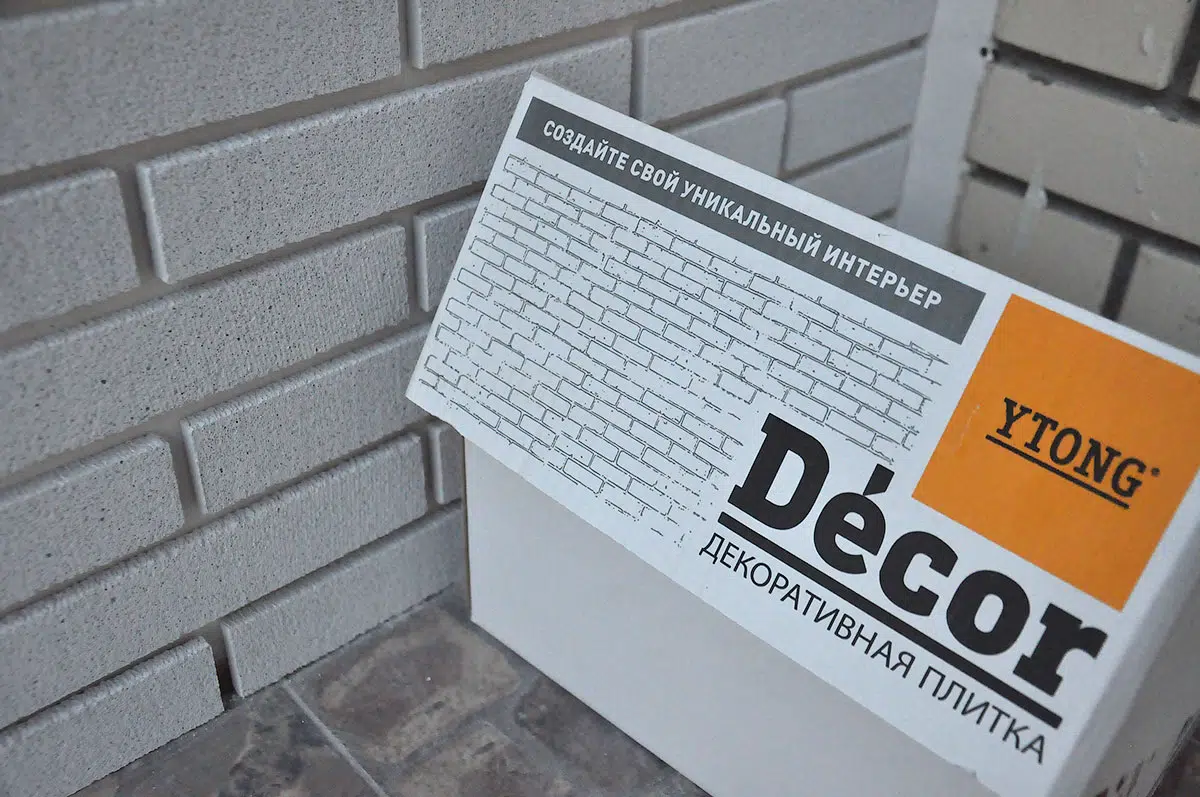 СОЗДАЙТЕ СВОЙ УНИКАЛЬНЫЙ ИНТЕРЬЕР
YTONG®
Décor
ДЕКОРАТИВНАЯ ПЛИТКА